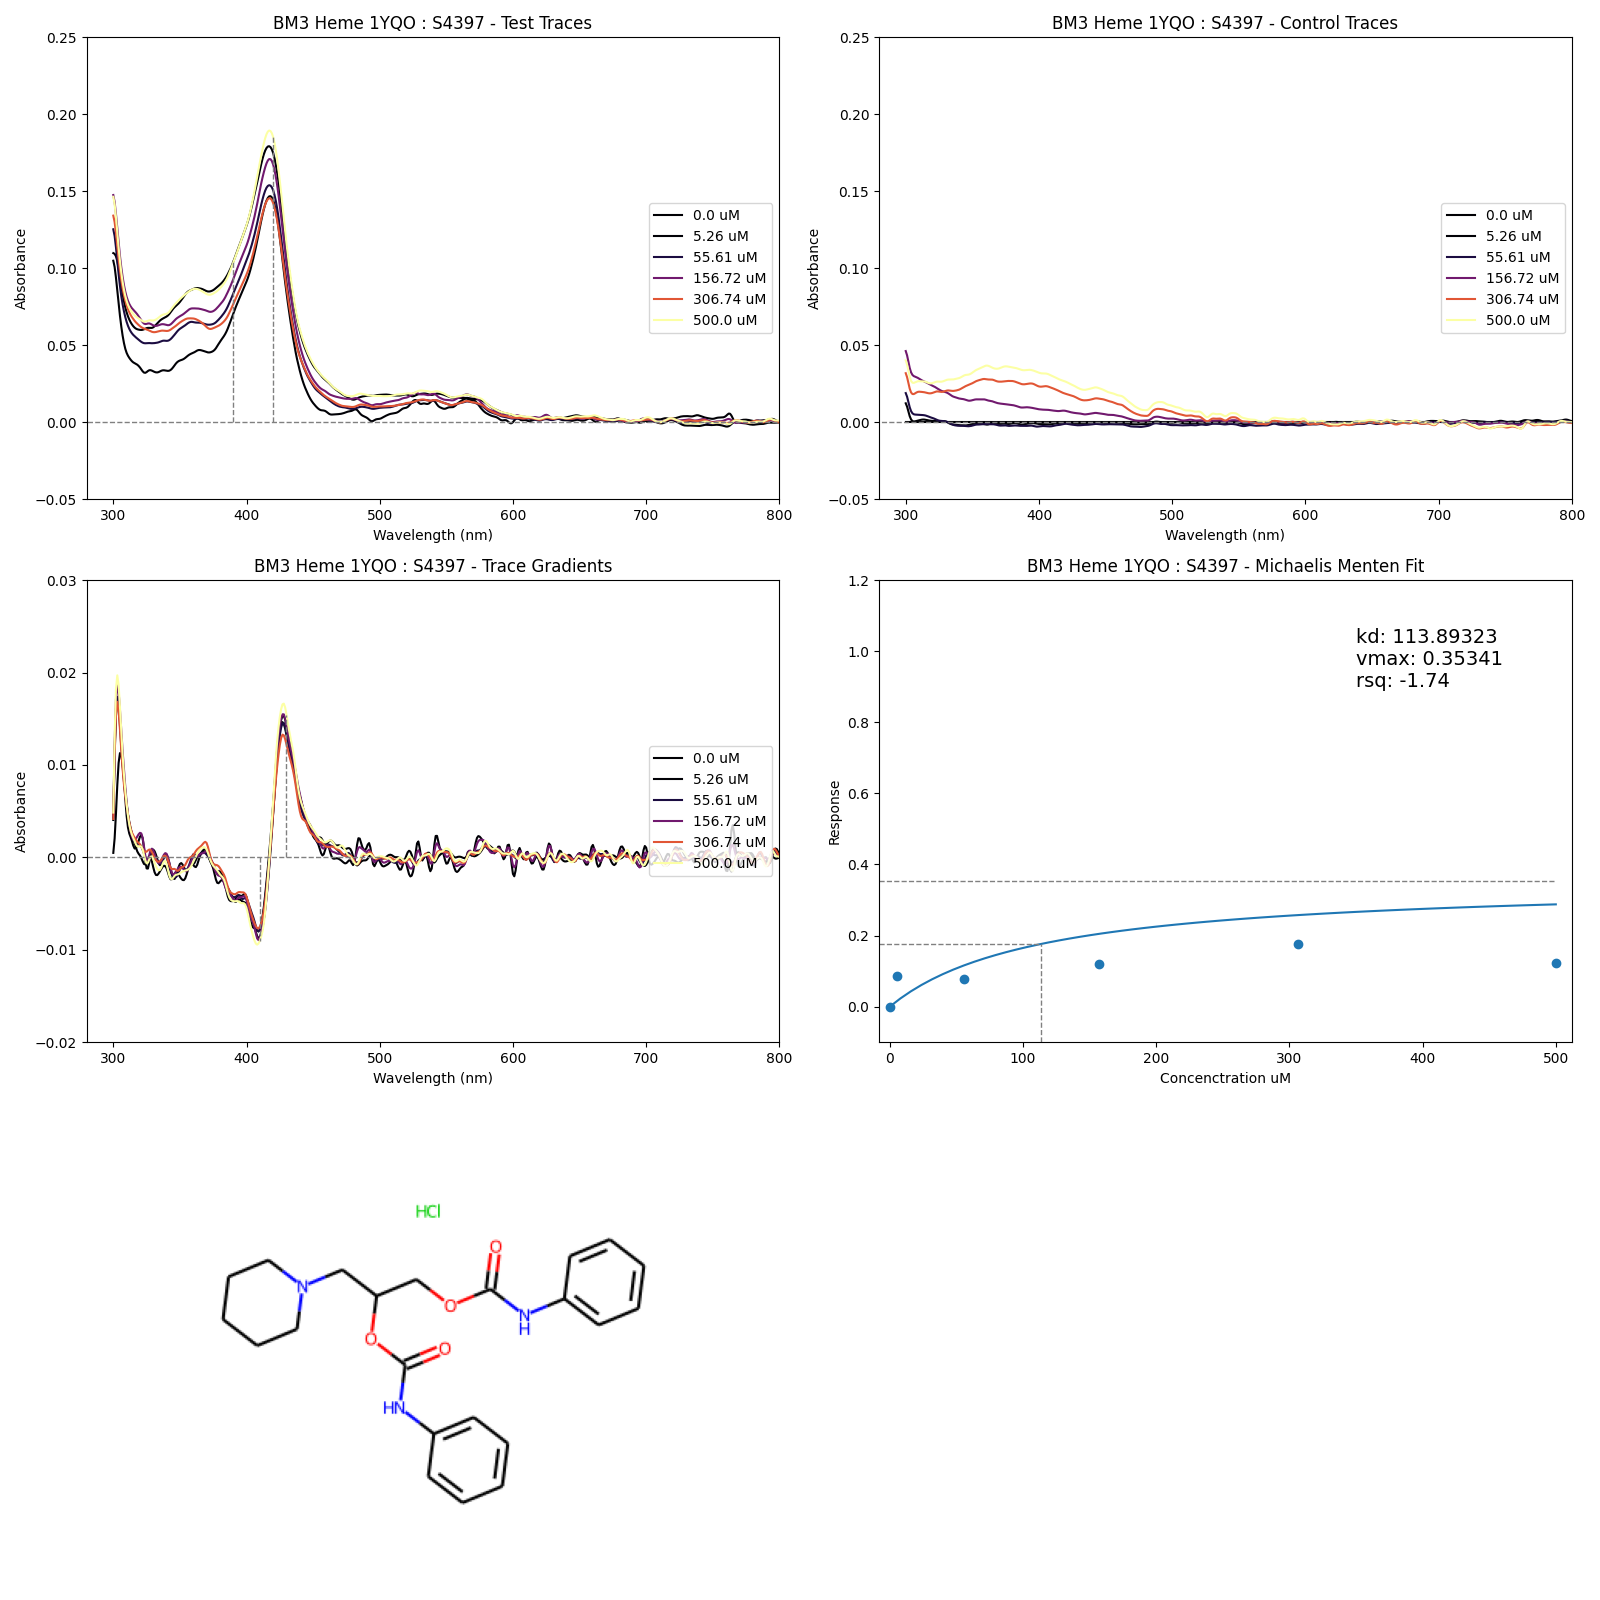 BM3 Heme 1YQO : S4397 - Test Traces
0.25
0.20
0.15
0.10
0.05
0.00
−0.05
Absorbance
300
400
500
600
700
800
Wavelength (nm)
0.0 uM
5.26 uM
55.61 uM
156.72 uM
306.74 uM
500.0 uM
BM3 Heme 1YQO : S4397 - Control Traces
0.25
0.20
0.15
0.10
0.05
0.00
−0.05
Absorbance
300
400
500
600
700
800
Wavelength (nm)
0.0 uM
5.26 uM
55.61 uM
156.72 uM
306.74 uM
500.0 uM
BM3 Heme 1YQO : S4397 - Trace Gradients
0.03
0.02
0.01
0.00
−0.01
−0.02
Absorbance
300
400
500
600
700
800
Wavelength (nm)
0.0 uM
5.26 uM
55.61 uM
156.72 uM
306.74 uM
500.0 uM
BM3 Heme 1YQO : S4397 - Michaelis Menten Fit
1.2
1.0
0.8
0.6
0.4
0.2
0.0
Response
0
100
200
300
400
500
Concenctration uM
kd: 113.89323
vmax: 0.35341
rsq: -1.74
HCl
O
N
O
N
H
O
O
HN